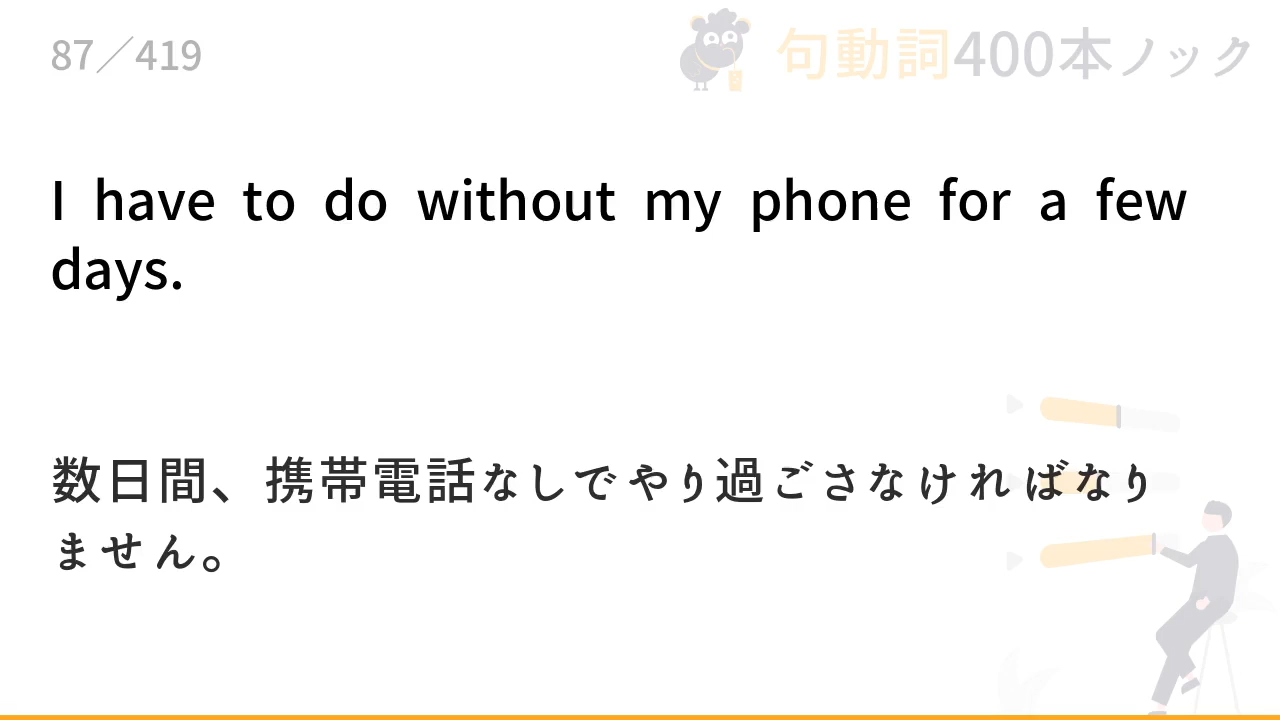 87／419
句動詞400本ノック
I have to do without my phone for a few
days.
数日間、携帯電話なしでやり過ごさなければなり
ません。